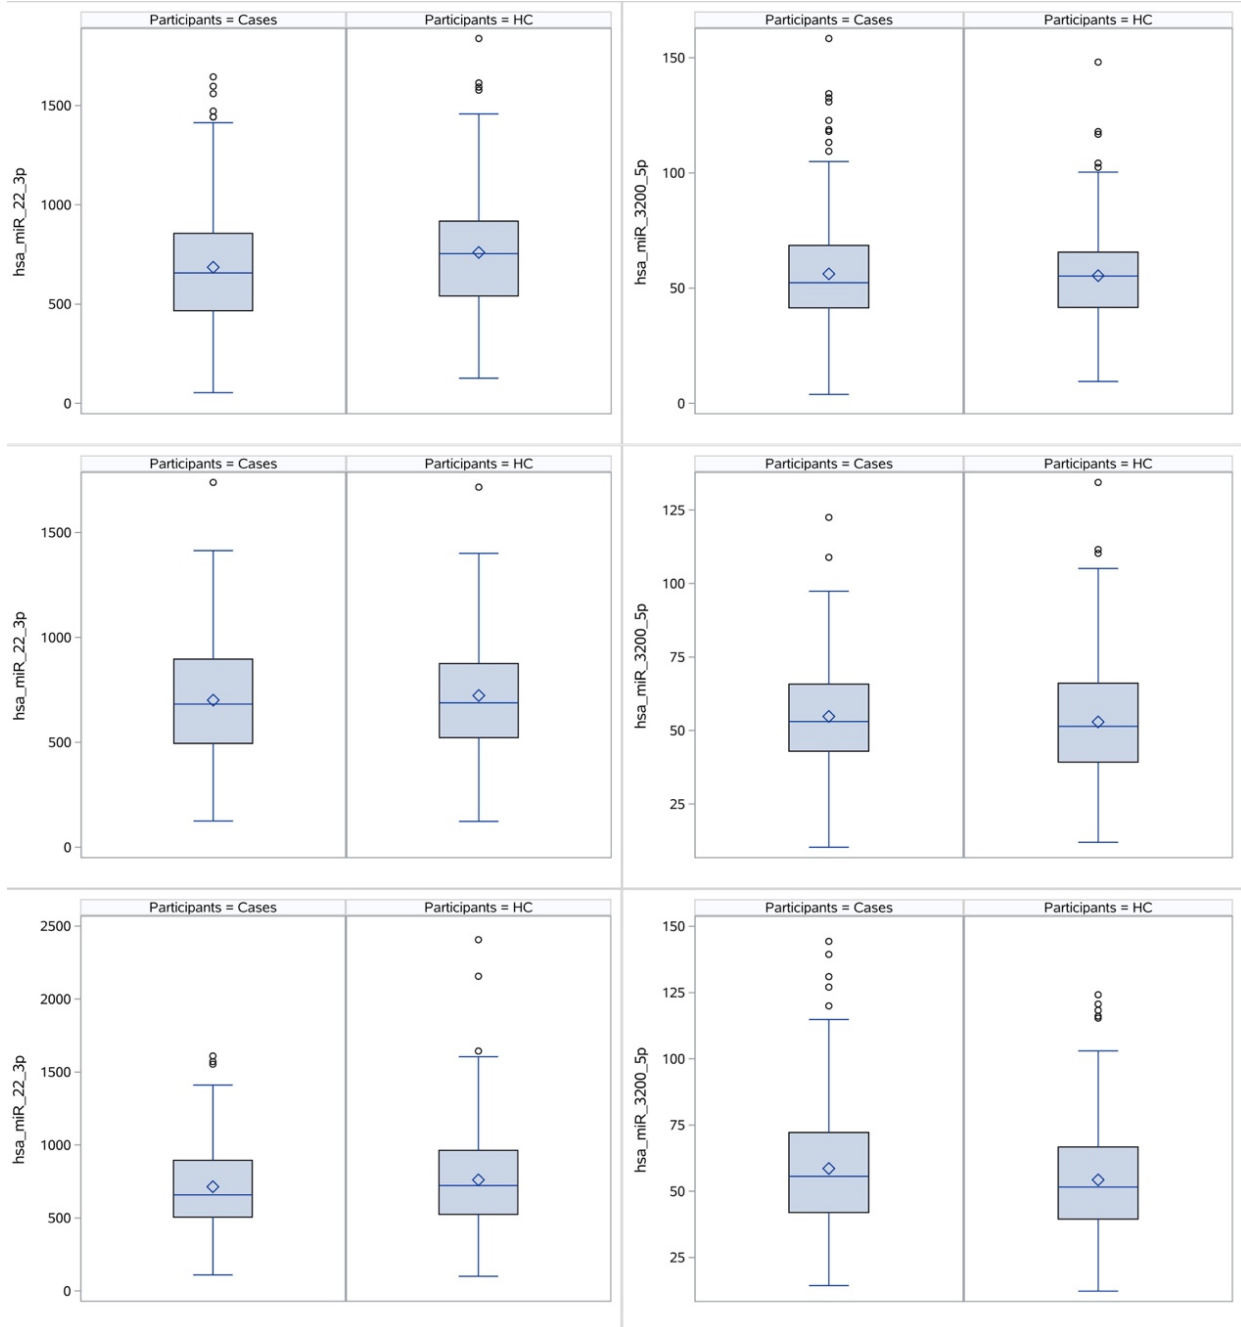 Participants = Cases
Participants = HC
hsa_miR_22_3p
1500
1000
500
0
Participants = Cases
Participants = HC
hsa_miR_3200_5p
150
100
50
0
Participants = Cases
Participants = HC
hsa_miR_22_3p
1500
1000
500
0
Participants = Cases
Participants = HC
hsa_miR_3200_5p
125
100
75
50
25
Participants = Cases
Participants = HC
hsa_miR_22_3p
2500
2000
1500
1000
500
0
Participants = Cases
Participants = HC
hsa_miR_3200_5p
150
125
100
75
50
25